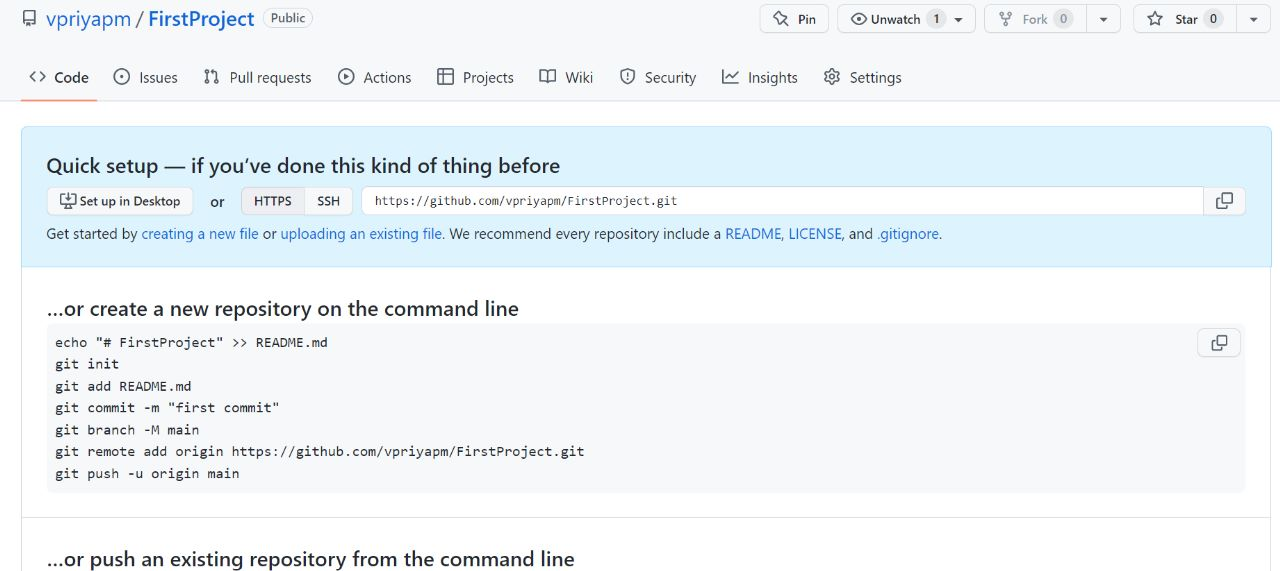 vpriyapm / FirstProject Public Pin Unwatch 1 Fork 0 Star 0
Code Issues Pull requests Actions Projects Wiki Security Insights Settings
Quick setup — if you’ve done this kind of thing before
Set up in Desktop or HTTPS SSH https://github.com/vpriyapm/FirstProject.git
Get started by creating a new file or uploading an existing file. We recommend every repository include a README, LICENSE, and .gitignore.
…or create a new repository on the command line
echo "# FirstProject" >> README.md
git init
git add README.md
git commit -m "first commit"
git branch -M main
git remote add origin https://github.com/vpriyapm/FirstProject.git
git push -u origin main
…or push an existing repository from the command line